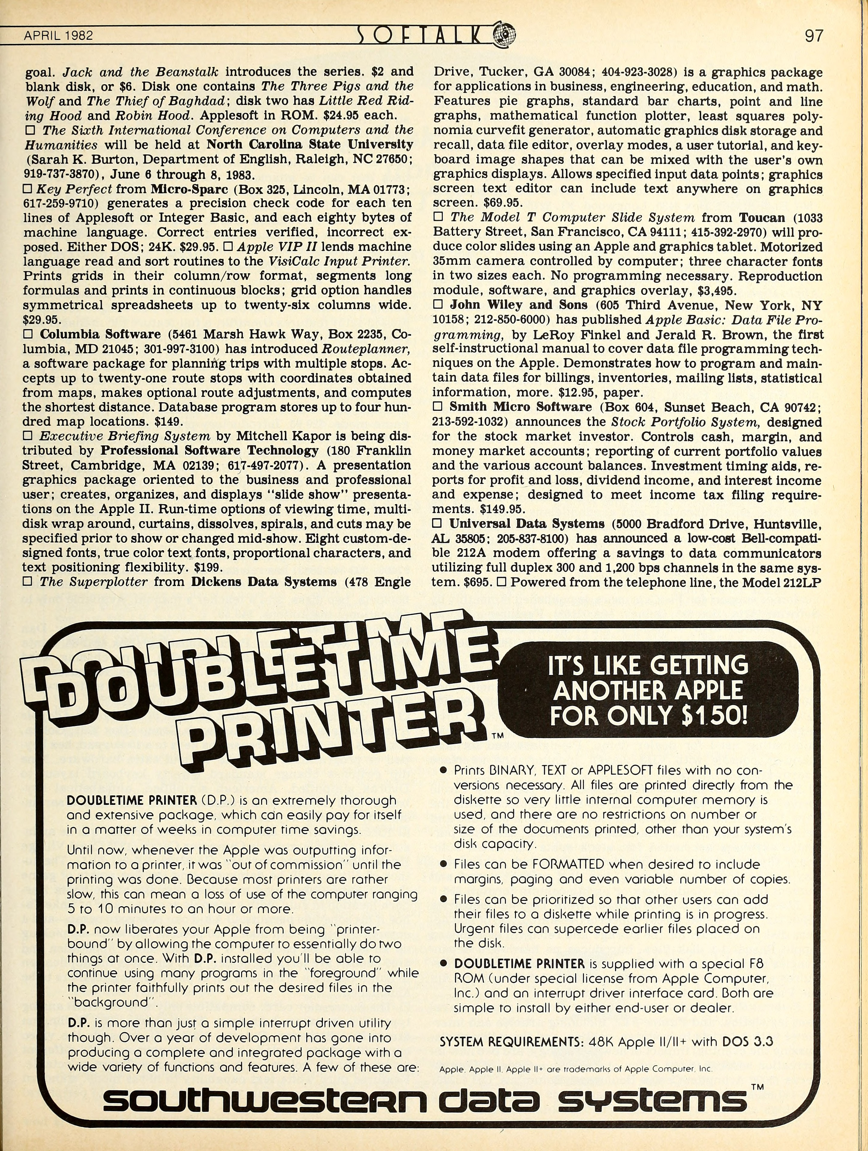 APRIL 1982
SOFTALK
97
goal. Jack and the Beanstalk introduces the series. $2 and
blank disk, or $6. Disk one contains The Three Pigs and the
Wolf and The Thief of Baghdad; disk two has Little Red Rid-
ing Hood and Robin Hood. Applesoft in ROM. $24.95 each.
□ The Sixth International Conference on Computers and the
Humanities will be held at North Carolina State University
(Sarah K. Burton, Department of English, Raleigh, NC 27650;
919-737-3870), June 6 through 8, 1983.
□ Key Perfect from Micro-Sparc (Box 325, Lincoln, MA 01773;
617-259-9710) generates a precision check code for each ten
lines of Applesoft or Integer Basic, and each eighty bytes of
machine language. Correct entries verified, incorrect ex-
posed. Either DOS; 24K. $29.95. □ Apple VIP II lends machine
language read and sort routines to the VisiCalc Input Printer.
Prints grids in their column/row format, segments long
formulas and prints in continuous blocks; grid option handles
symmetrical spreadsheets up to twenty-six columns wide.
$29.95.
□ Columbia Software (5461 Marsh Hawk Way, Box 2235, Co-
lumbia, MD 21045; 301-997-3100) has introduced Routeplanner,
a software package for planning trips with multiple stops. Ac-
cepts up to twenty-one route stops with coordinates obtained
from maps, makes optional route adjustments, and computes
the shortest distance. Database program stores up to four hun-
dred map locations. $149.
□ Executive Briefing System by Mitchell Kapor is being dis-
tributed by Professional Software Technology (180 Franklin
Street, Cambridge, MA 02139; 617-497-2077). A presentation
graphics package oriented to the business and professional
user; creates, organizes, and displays "slide show" presenta-
tions on the Apple II. Run-time options of viewing time, multi-
disk wrap around, curtains, dissolves, spirals, and cuts may be
specified prior to show or changed mid-show. Eight custom-de-
signed fonts, true color text fonts, proportional characters, and
text positioning flexibility. $199.
□ The Superplotter from Dickens Data Systems (478 Engle
Drive, Tucker, GA 30084; 404-923-3028) is a graphics package
for applications in business, engineering, education, and math.
Features pie graphs, standard bar charts, point and line
graphs, mathematical function plotter, least squares poly-
nomia curvefit generator, automatic graphics disk storage and
recall, data file editor, overlay modes, a user tutorial, and key-
board image shapes that can be mixed with the user's own
graphics displays. Allows specified input data points; graphics
screen text editor can include text anywhere on graphics
screen. $69.95.
□ The Model T Computer Slide System from Toucan (1033
Battery Street, San Francisco, CA 94111; 415-392-2970) will pro-
duce color slides using an Apple and graphics tablet. Motorized
35mm camera controlled by computer; three character fonts
in two sizes each. No programming necessary. Reproduction
module, software, and graphics overlay, $3,495.
□ John Wiley and Sons (605 Third Avenue, New York, NY
10158; 212-850-6000) has published Apple Basic: Data File Pro-
gramming, by LeRoy Finkel and Jerald R. Brown, the first
self-instructional manual to cover data file programming tech-
niques on the Apple. Demonstrates how to program and main-
tain data files for billings, inventories, mailing lists, statistical
information, more. $12.95, paper.
□ Smith Micro Software (Box 604, Sunset Beach, CA 90742;
213-592-1032) announces the Stock Portfolio System, designed
for the stock market investor. Controls cash, margin, and
money market accounts; reporting of current portfolio values
and the various account balances. Investment timing aids, re-
ports for profit and loss, dividend income, and interest income
and expense; designed to meet income tax filing require-
ments. $149.95.
□ Universal Data Systems (5000 Bradford Drive, Huntsville,
AL 35805; 205-837-8100) has announced a low-cost Bell-compati-
ble 212A modem offering a savings to data communicators
utilizing full duplex 300 and 1,200 bps channels in the same sys-
tem. $695. □ Powered from the telephone line, the Model 212LP
DOUBLETIME
DOUBLETIME
PRINTER™
IT'S LIKE GETTING
ANOTHER APPLE
FOR ONLY $150!
DOUBLETIME PRINTER (D.P.) is an extremely thorough
and extensive package, which can easily pay for itself
in a matter of weeks in computer time savings.
Until now, whenever the Apple was outputting infor-
mation to a printer, it was "out of commission" until the
printing was done. Because most printers are rather
slow, this can mean a loss of use of the computer ranging
5 to 10 minutes to an hour or more.
D.P. now liberates your Apple from being "printer-
bound" by allowing the computer to essentially do two
things at once. With D.P. installed you'll be able to
continue using many programs in the "foreground" while
the printer faithfully prints out the desired files in the
"background".
D.P. is more than just a simple interrupt driven utility
though. Over a year of development has gone into
producing a complete and integrated package with a
wide variety of functions and features. A few of these are:
• Prints BINARY, TEXT or APPLESOFT files with no con-
versions necessary. All files are printed directly from the
diskette so very little internal computer memory is
used, and there are no restrictions on number or
size of the documents printed, other than your system's
disk capacity.
• Files can be FORMATTED when desired to include
margins, paging and even variable number of copies.
• Files can be prioritized so that other users can add
their files to a diskette while printing is in progress.
Urgent files can supercede earlier files placed on
the disk.
• DOUBLETIME PRINTER is supplied with a special F8
ROM (under special license from Apple Computer,
Inc.) and an interrupt driver interface card. Both are
simple to install by either end-user or dealer.
SYSTEM REQUIREMENTS: 48K Apple II/II+ with DOS 3.3
Apple, Apple II, Apple II+ are trademarks of Apple Computer, Inc.
southwestern data systems™